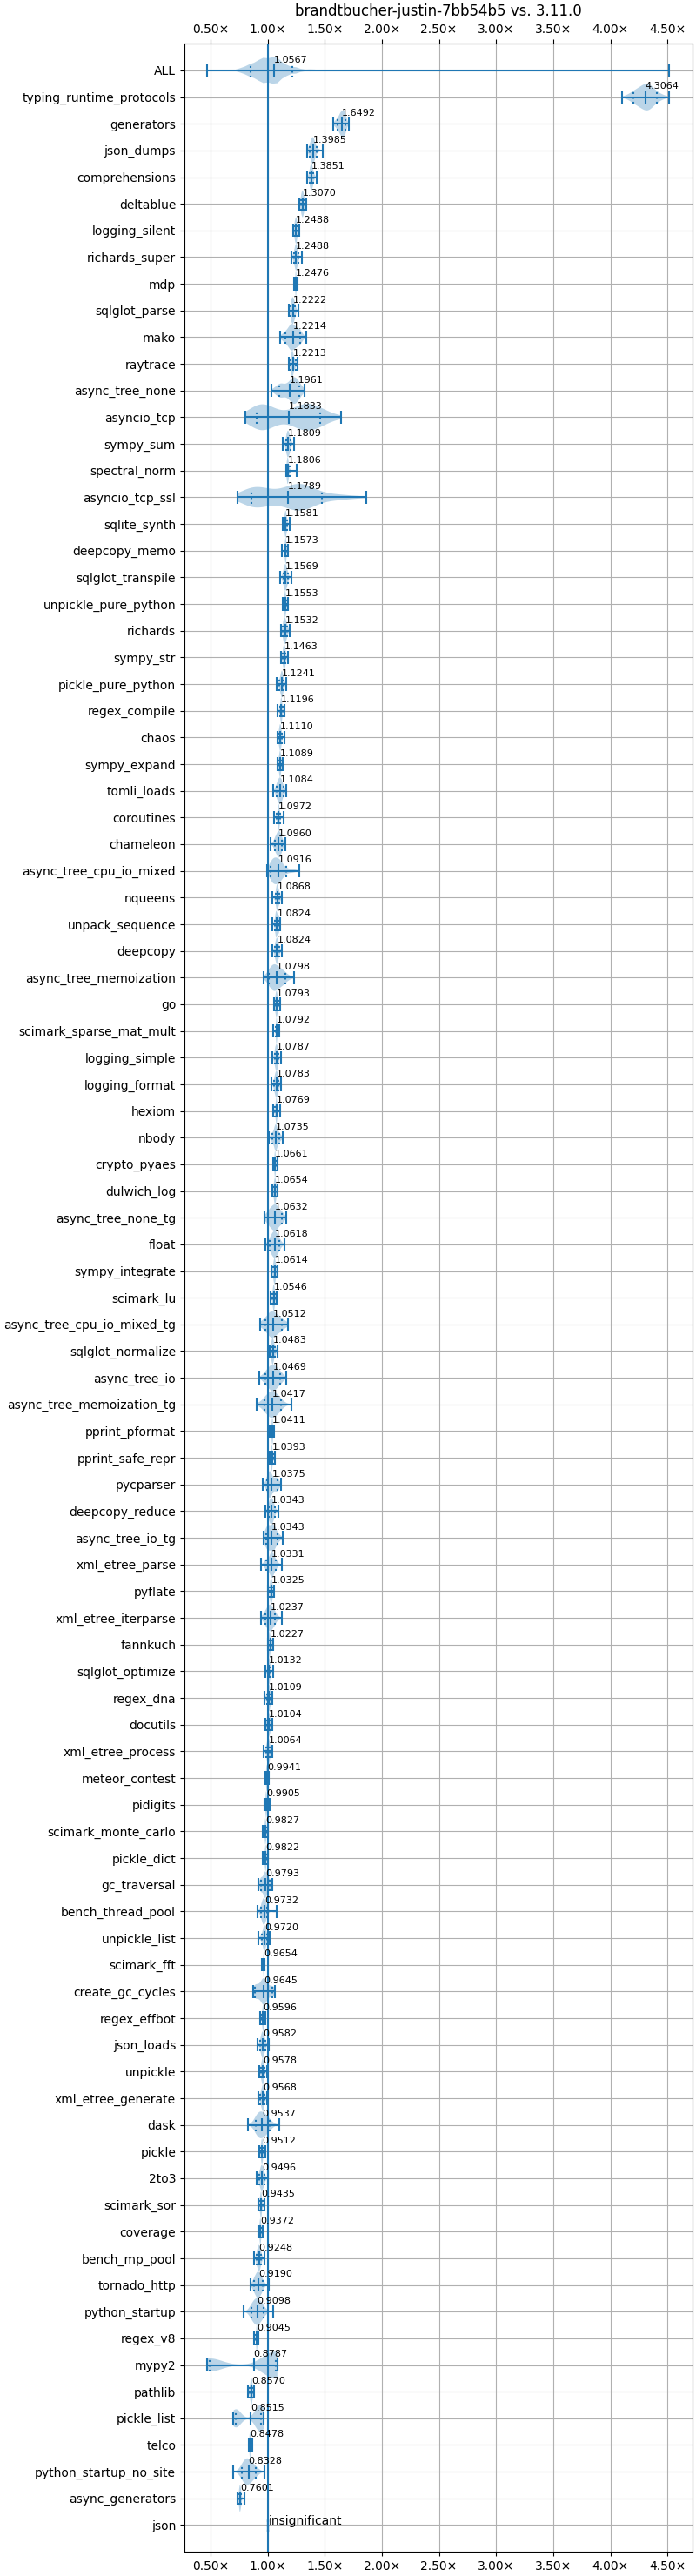 brandtbucher-justin-7bb54b5 vs. 3.11.0
0.50× 1.00× 1.50× 2.00× 2.50× 3.00× 3.50× 4.00× 4.50×
ALL 1.0567
typing_runtime_protocols 4.3064
generators 1.6492
json_dumps 1.3985
comprehensions 1.3851
deltablue 1.3070
logging_silent 1.2488
richards_super 1.2488
mdp 1.2476
sqlglot_parse 1.2222
mako 1.2214
raytrace 1.2213
async_tree_none 1.1961
asyncio_tcp 1.1833
sympy_sum 1.1809
spectral_norm 1.1806
asyncio_tcp_ssl 1.1789
sqlite_synth 1.1581
deepcopy_memo 1.1573
sqlglot_transpile 1.1569
unpickle_pure_python 1.1553
richards 1.1532
sympy_str 1.1463
pickle_pure_python 1.1241
regex_compile 1.1196
chaos 1.1110
sympy_expand 1.1089
tomli_loads 1.1084
coroutines 1.0972
chameleon 1.0960
async_tree_cpu_io_mixed 1.0916
nqueens 1.0868
unpack_sequence 1.0824
deepcopy 1.0824
async_tree_memoization 1.0798
go 1.0793
scimark_sparse_mat_mult 1.0792
logging_simple 1.0787
logging_format 1.0783
hexiom 1.0769
nbody 1.0735
crypto_pyaes 1.0661
dulwich_log 1.0654
async_tree_none_tg 1.0632
float 1.0618
sympy_integrate 1.0614
scimark_lu 1.0546
async_tree_cpu_io_mixed_tg 1.0512
sqlglot_normalize 1.0483
async_tree_io 1.0469
async_tree_memoization_tg 1.0417
pprint_pformat 1.0411
pprint_safe_repr 1.0393
pycparser 1.0375
deepcopy_reduce 1.0343
async_tree_io_tg 1.0343
xml_etree_parse 1.0331
pyflate 1.0325
xml_etree_iterparse 1.0237
fannkuch 1.0227
sqlglot_optimize 1.0132
regex_dna 1.0109
docutils 1.0104
xml_etree_process 1.0064
meteor_contest 0.9941
pidigits 0.9905
scimark_monte_carlo 0.9827
pickle_dict 0.9822
gc_traversal 0.9793
bench_thread_pool 0.9732
unpickle_list 0.9720
scimark_fft 0.9654
create_gc_cycles 0.9645
regex_effbot 0.9596
json_loads 0.9582
unpickle 0.9578
xml_etree_generate 0.9568
dask 0.9537
pickle 0.9512
2to3 0.9496
scimark_sor 0.9435
coverage 0.9372
bench_mp_pool 0.9248
tornado_http 0.9190
python_startup 0.9098
regex_v8 0.9045
mypy2 0.8787
pathlib 0.8570
pickle_list 0.8515
telco 0.8478
python_startup_no_site 0.8328
async_generators 0.7601
json insignificant
0.50× 1.00× 1.50× 2.00× 2.50× 3.00× 3.50× 4.00× 4.50×